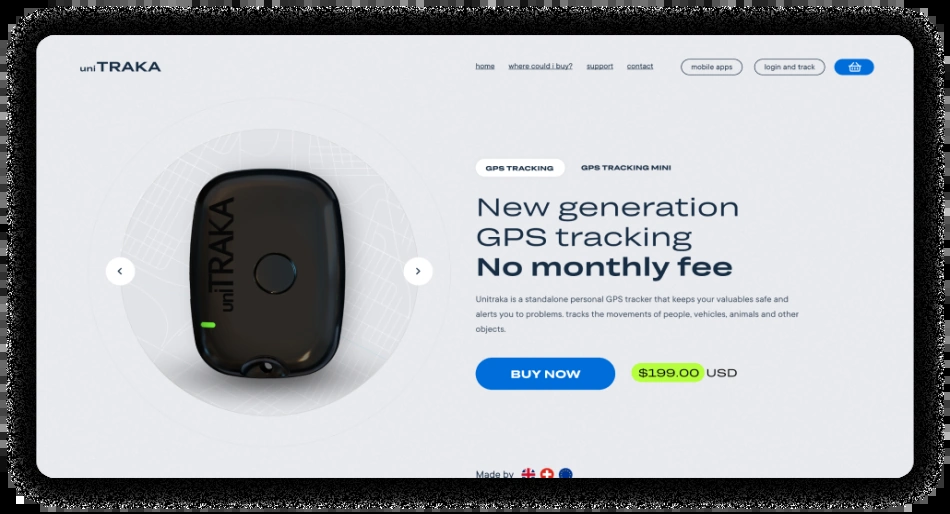 uniTRAKA
home where could i buy? support contact mobile apps login and track
GPS TRACKING GPS TRACKING MINI
New generation
GPS tracking
No monthly fee
Unitraka is a standalone personal GPS tracker that keeps your valuables safe and
alerts you to problems. tracks the movements of people, vehicles, animals and other
objects.
BUY NOW $199.00 USD
uniTRAKA
Made by